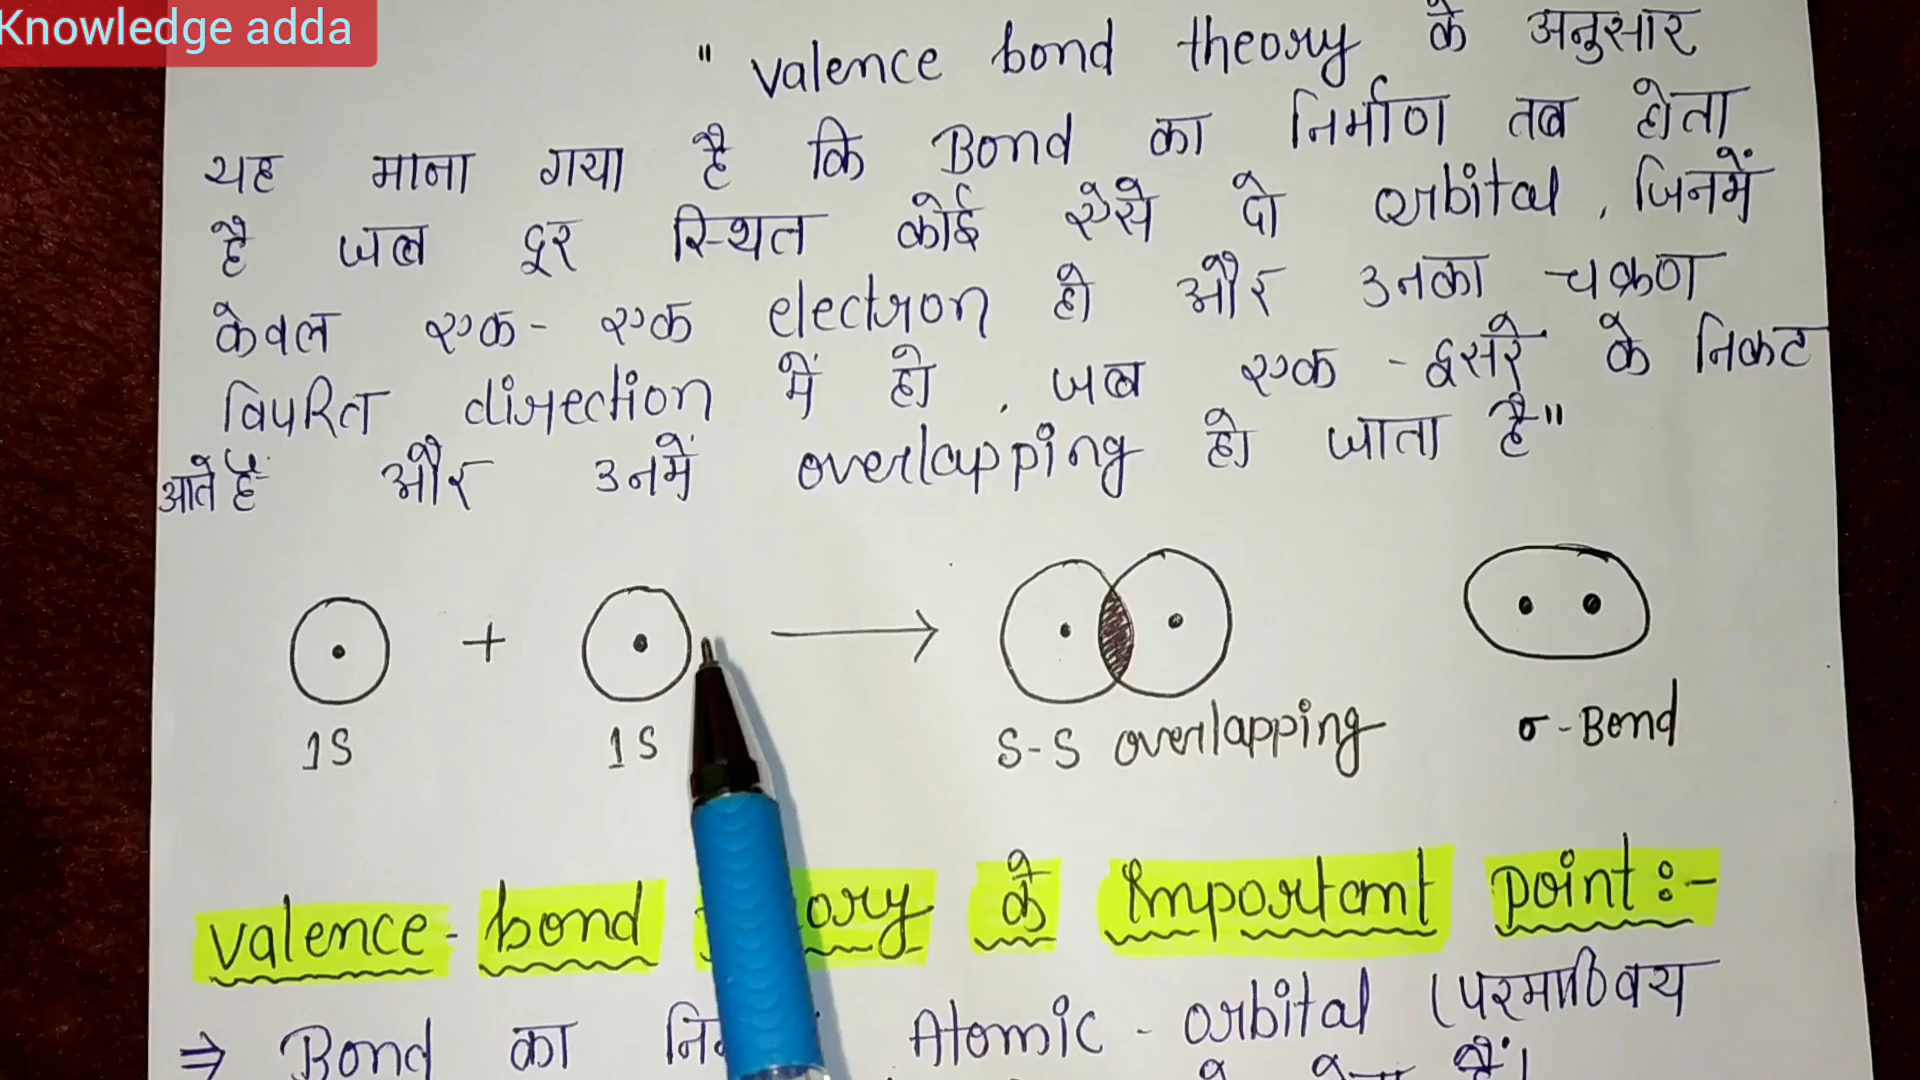 Knowledge adda
" valence bond theory के अनुसार
यह माना गया है कि Bond का निर्माण तब होता
है जब दूर स्थित कोई ऐसे दो orbital , जिनमें
केवल एक - एक electron हो और उनका चक्रण
विपरित direction में हो , जब एक - दुसरे के निकट
आते हैं और उनमें overlapping हो जाता है"
+
1S 1S S-S overlapping σ-Bond
valence - bond के Important point :-
⇒ Bond का Atomic - orbital (परमाण्विय